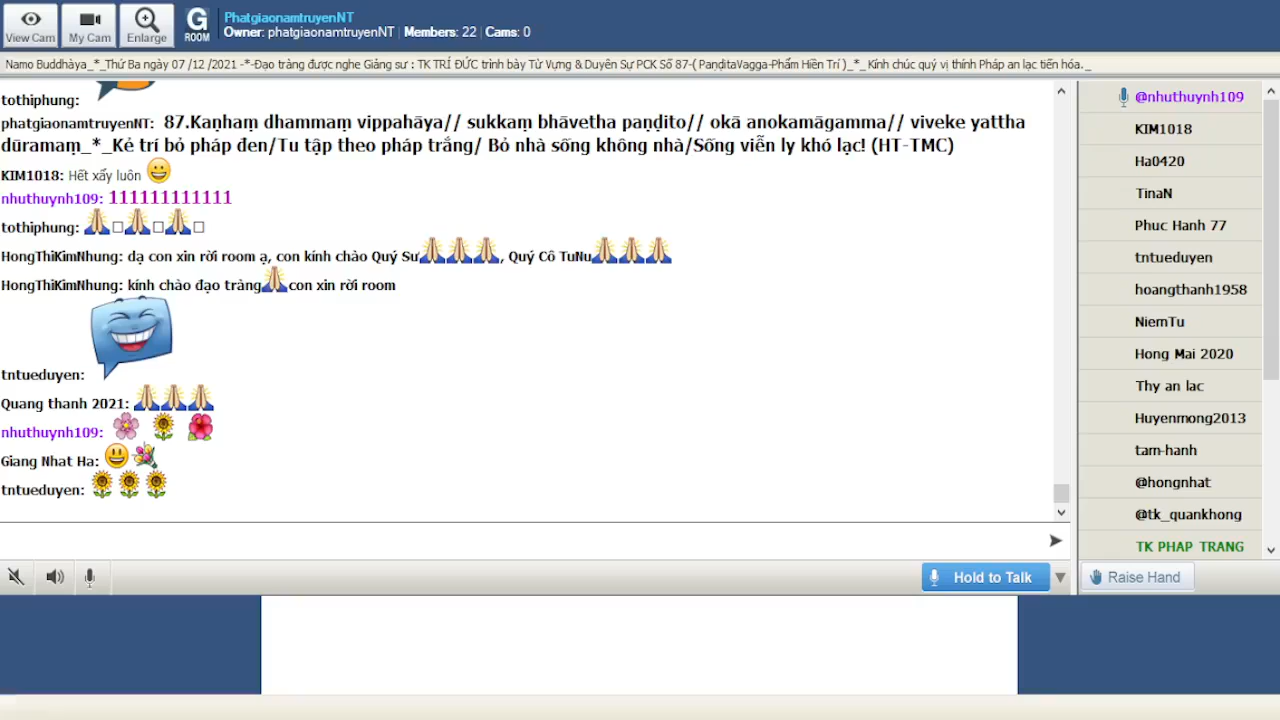 View Cam
My Cam
Enlarge
G
ROOM
PhatgiaonamtruyenNT
Owner: phatgiaonamtruyenNT | Members: 22 | Cams: 0
Namo Buddhàya_*_Thứ Ba ngày 07 /12 /2021 -*-Đạo tràng được nghe Giảng sư : TK TRÍ ĐỨC trình bày Từ Vựng & Duyên Sự PCK Số 87-( PaṇḍitaVagga-Phẩm Hiền Trí )_*_ Kính chúc quý vị thính Pháp an lạc tiến hóa._
tothiphung:
phatgiaonamtruyenNT: 87.Kaṇhaṃ dhammaṃ vippahāya// sukkaṃ bhāvetha paṇḍito// okā anokamāgamma// viveke yattha
dūramaṃ_*_Kẻ trí bỏ pháp đen/Tu tập theo pháp trắng/ Bỏ nhà sống không nhà/Sống viễn ly khó lạc! (HT-TMC)
KIM1018: Hết xẩy luôn
nhuthuynh109: 111111111111
tothiphung:
HongThiKimNhung: dạ con xin rời room ạ, con kính chào Quý Sư, Quý Cô TuNu
HongThiKimNhung: kính chào đạo tràng con xin rời room
tntueduyen:
Quang thanh 2021:
nhuthuynh109:
Giang Nhat Ha:
tntueduyen:
Hold to Talk
@nhuthuynh109
KIM1018
Ha0420
TinaN
Phuc Hanh 77
tntueduyen
hoangthanh1958
NiemTu
Hong Mai 2020
Thy an lac
Huyenmong2013
tam-hanh
@hongnhat
@tk_quankhong
TK PHAP TRANG
Raise Hand